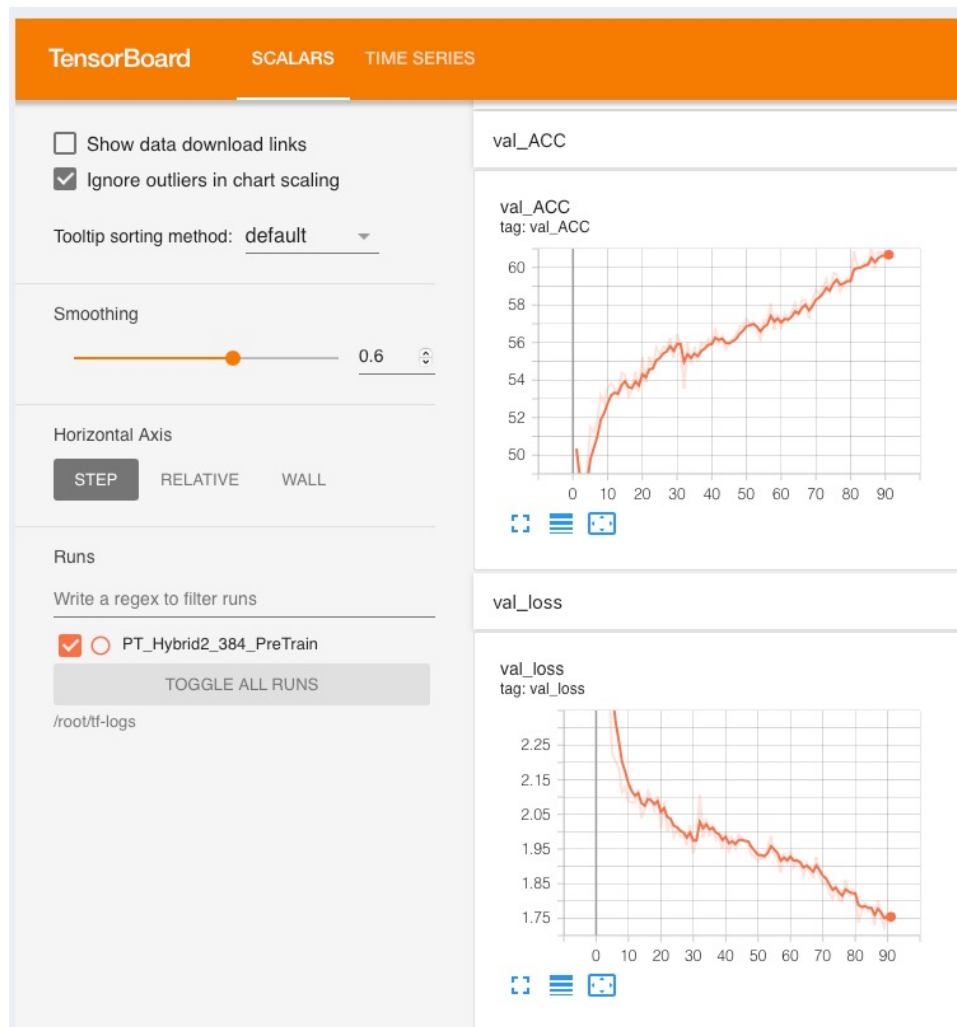 TensorBoard SCALARS TIME SERIES
Show data download links
Ignore outliers in chart scaling
Tooltip sorting method: default
Smoothing
0.6
Horizontal Axis
STEP RELATIVE WALL
Runs
Write a regex to filter runs
PT_Hybrid2_384_PreTrain
TOGGLE ALL RUNS
/root/tf-logs
val_ACC
val_ACC
tag: val_ACC
60
58
56
54
52
50
0 10 20 30 40 50 60 70 80 90
val_loss
val_loss
tag: val_loss
2.25
2.15
2.05
1.95
1.85
1.75
0 10 20 30 40 50 60 70 80 90